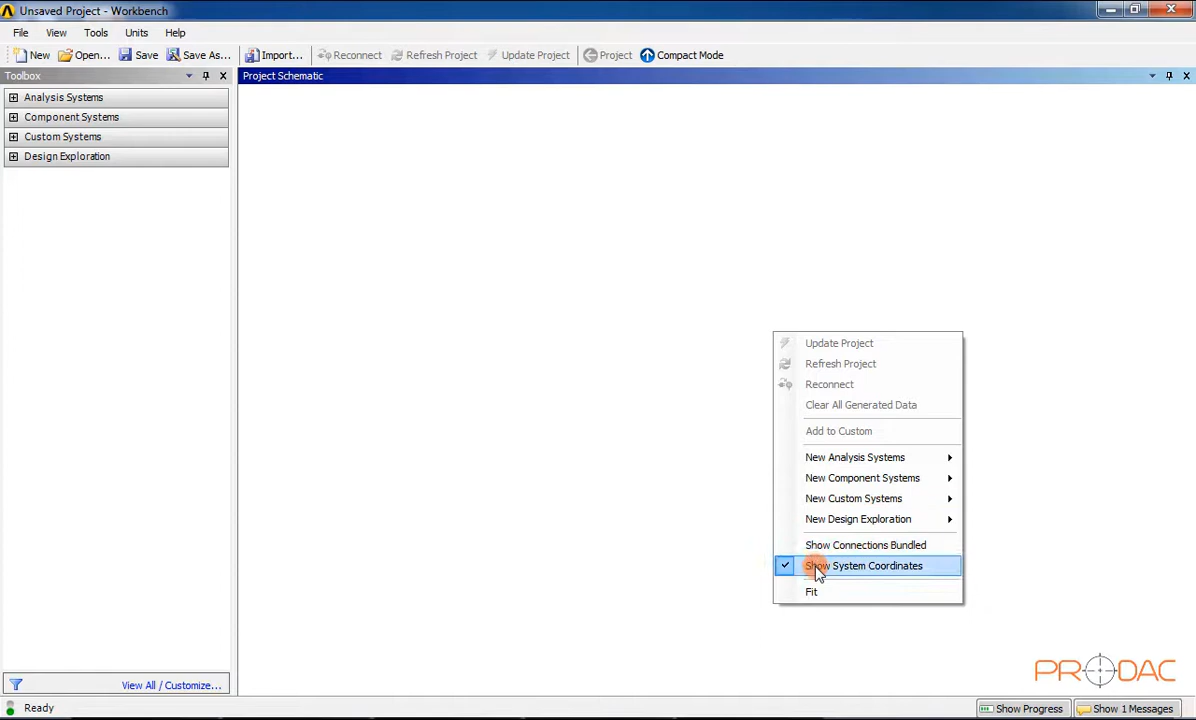 Unsaved Project - Workbench
File View Tools Units Help
New Open... Save Save As... Import... Reconnect Refresh Project Update Project Project Compact Mode
Toolbox
Project Schematic
Analysis Systems
Component Systems
Custom Systems
Design Exploration
Update Project
Refresh Project
Reconnect
Clear All Generated Data
Add to Custom
New Analysis Systems
New Component Systems
New Custom Systems
New Design Exploration
Show Connections Bundled
Show System Coordinates
Fit
PRODAC
View All / Customize...
Ready
Show Progress
Show 1 Messages